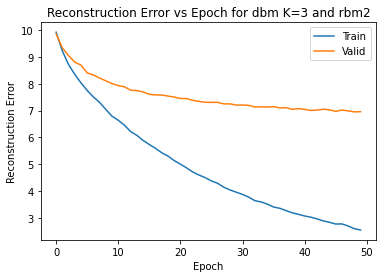 Reconstruction Error vs Epoch for dbm K=3 and rbm2
Train
Valid
Reconstruction Error
10
9
8
7
6
5
4
3
0
10
20
30
40
50
Epoch